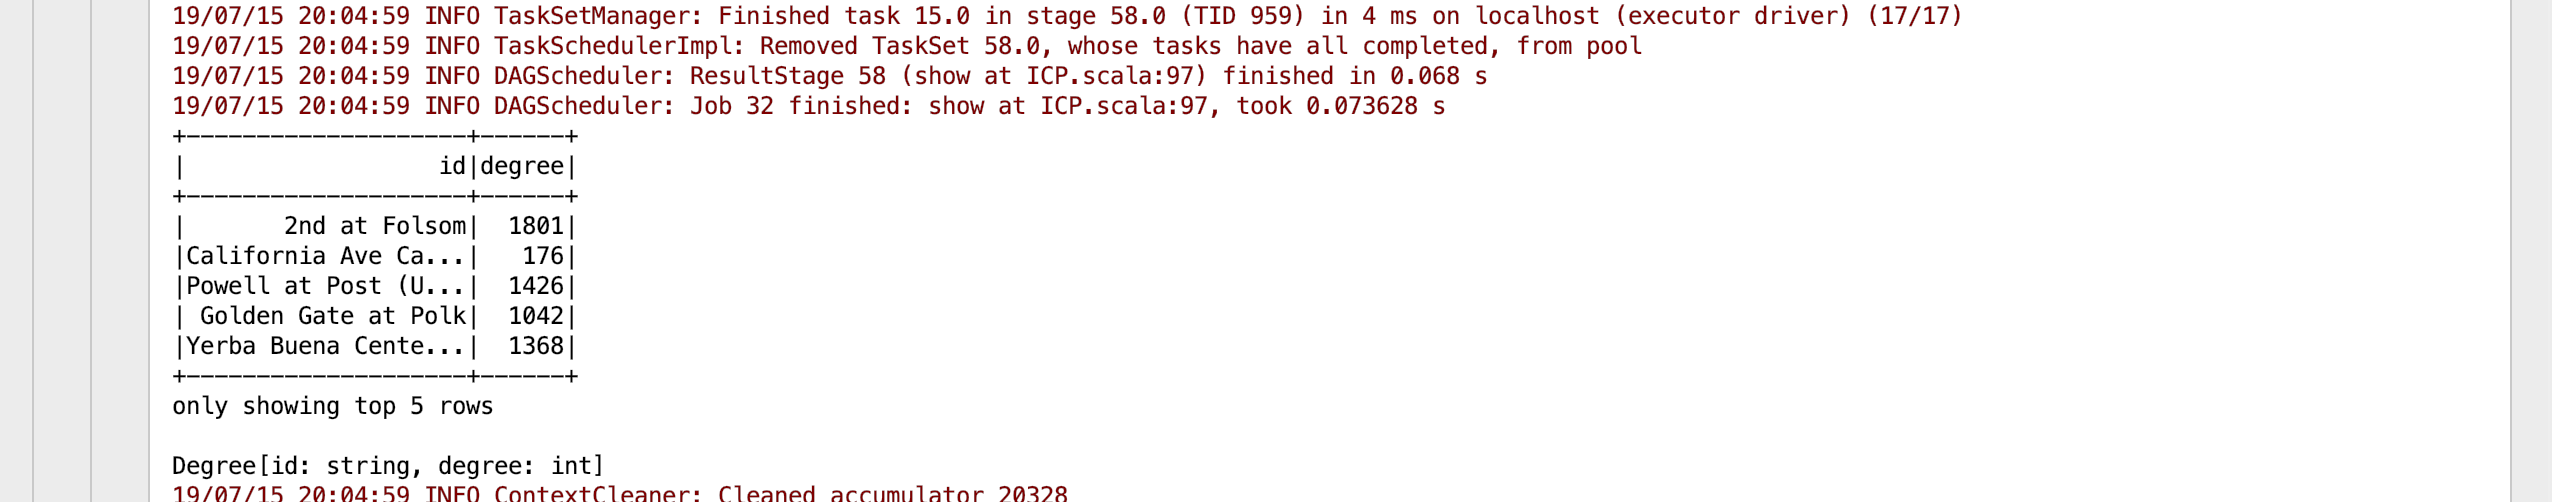 19/07/15 20:04:59 INFO TaskSetManager: Finished task 15.0 in stage 58.0 (TID 959) in 4 ms on localhost (executor driver) (17/17)
19/07/15 20:04:59 INFO TaskSchedulerImpl: Removed TaskSet 58.0, whose tasks have all completed, from pool
19/07/15 20:04:59 INFO DAGScheduler: ResultStage 58 (show at ICP.scala:97) finished in 0.068 s
19/07/15 20:04:59 INFO DAGScheduler: Job 32 finished: show at ICP.scala:97, took 0.073628 s
+--------------------+------+
|                  id|degree|
+--------------------+------+
|       2nd at Folsom|  1801|
|California Ave Ca...|   176|
|Powell at Post (U...|  1426|
| Golden Gate at Polk|  1042|
|Yerba Buena Cente...|  1368|
+--------------------+------+
only showing top 5 rows

Degree[id: string, degree: int]
19/07/15 20:04:59 INFO ContextCleaner: Cleaned accumulator 20328